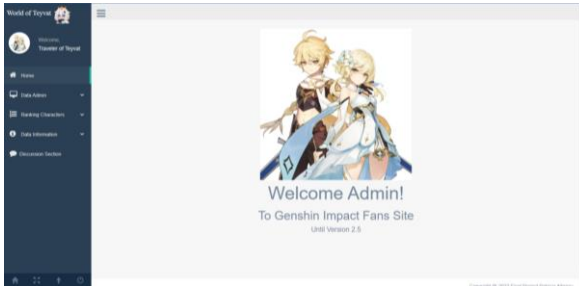 World of Teyvat
Welcome,
Traveler of Teyvat
Home
Data Admin
Ranking Characters
Data Information
Discussion Section
Welcome Admin!
To Genshin Impact Fans Site
Until Version 2.5